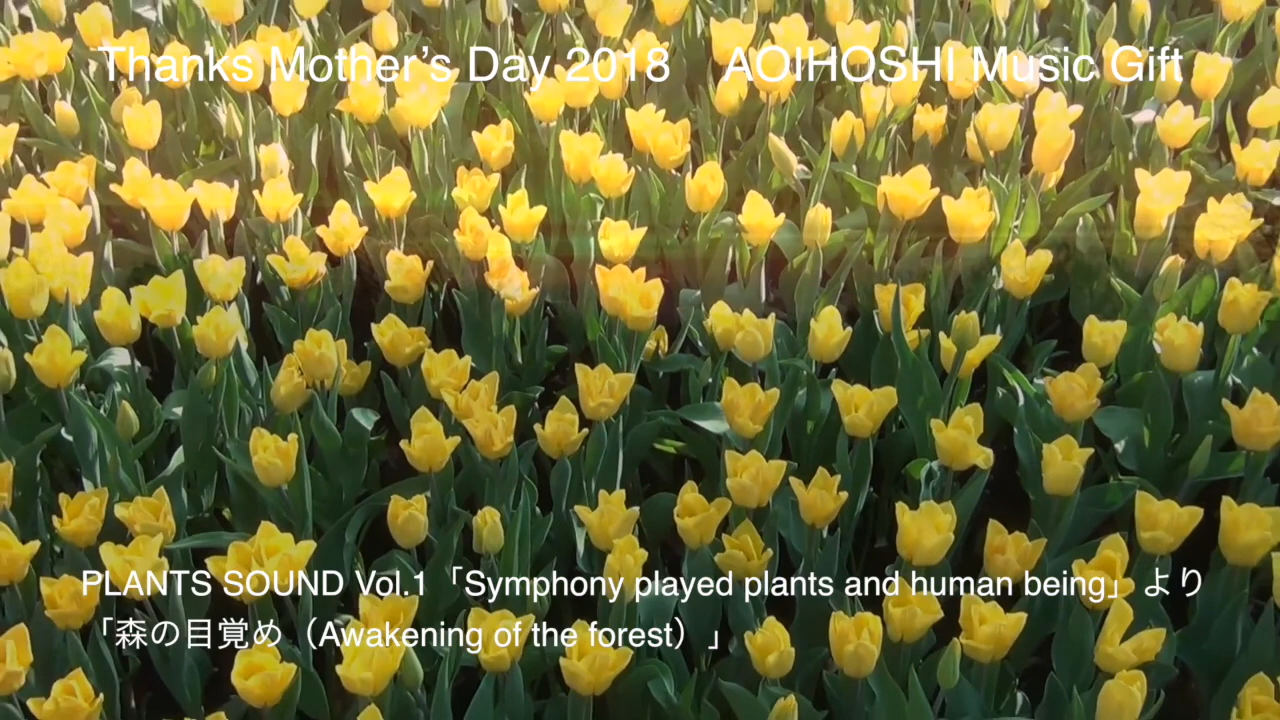 Thanks Mother’s Day 2018　AOIHOSHI Music Gift
PLANTS SOUND Vol.1「Symphony played plants and human being」より
「森の目覚め（Awakening of the forest）」